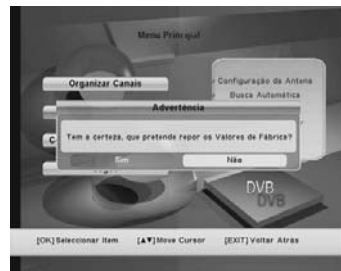 Menu Principal
Organizar Canais
Configuração da Antena
Busca Automática
Advertência
Tem a certeza, que pretende repor os Valores de Fábrica?
Sim
Não
DVB
DVB
[OK] Seleccionar Item [▲▼] Move Cursor [EXIT] Voltar Atrás